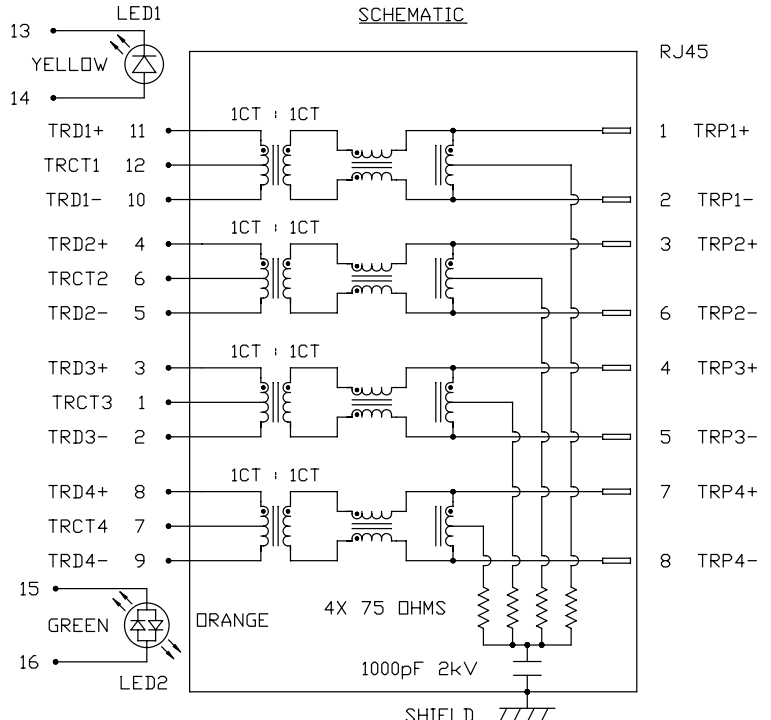 SCHEMATIC
LED1
13
YELLOW
14
RJ45
1CT : 1CT
TRD1+ 11
1 TRP1+
TRCT1 12
TRD1- 10
2 TRP1-
1CT : 1CT
TRD2+ 4
3 TRP2+
TRCT2 6
TRD2- 5
6 TRP2-
1CT : 1CT
TRD3+ 3
4 TRP3+
TRCT3 1
TRD3- 2
5 TRP3-
1CT : 1CT
TRD4+ 8
7 TRP4+
TRCT4 7
TRD4- 9
8 TRP4-
15
GREEN
ORANGE
16
LED2
4X 75 OHMS
1000pF 2kV
SHIELD